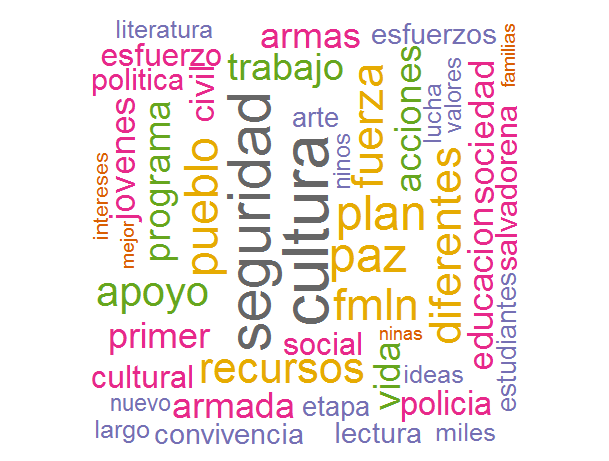 literatura
armas
esfuerzos
familias
esfuerzo
trabajo
politica
civil
fuerza
acciones
lucha
valores
sociedad
arte
jovenes
programa
pueblo
seguridad
cultura
ninos
intereses
mejor
plan
paz
diferentes
educacion
salvadorena
apoyo
fmln
primer
social
ninas
estudiantes
recursos
vida
ideas
cultural
nuevo
armada
etapa
policia
largo
convivencia
lectura
miles